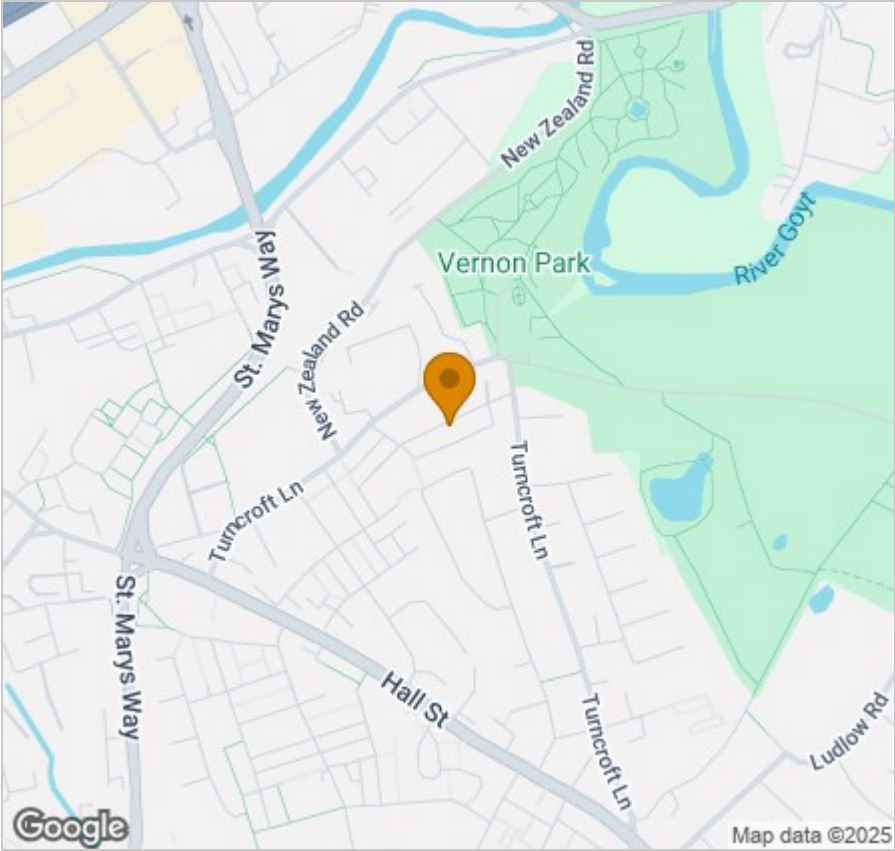 New Zealand Rd
River Goyt
Vernon Park
St. Marys Way
New Zealand Rd
Turncroft Ln
Turncroft Ln
St. Marys Way
Hall St
Turncroft Ln
Ludlow Rd
Google
Map data ©2025